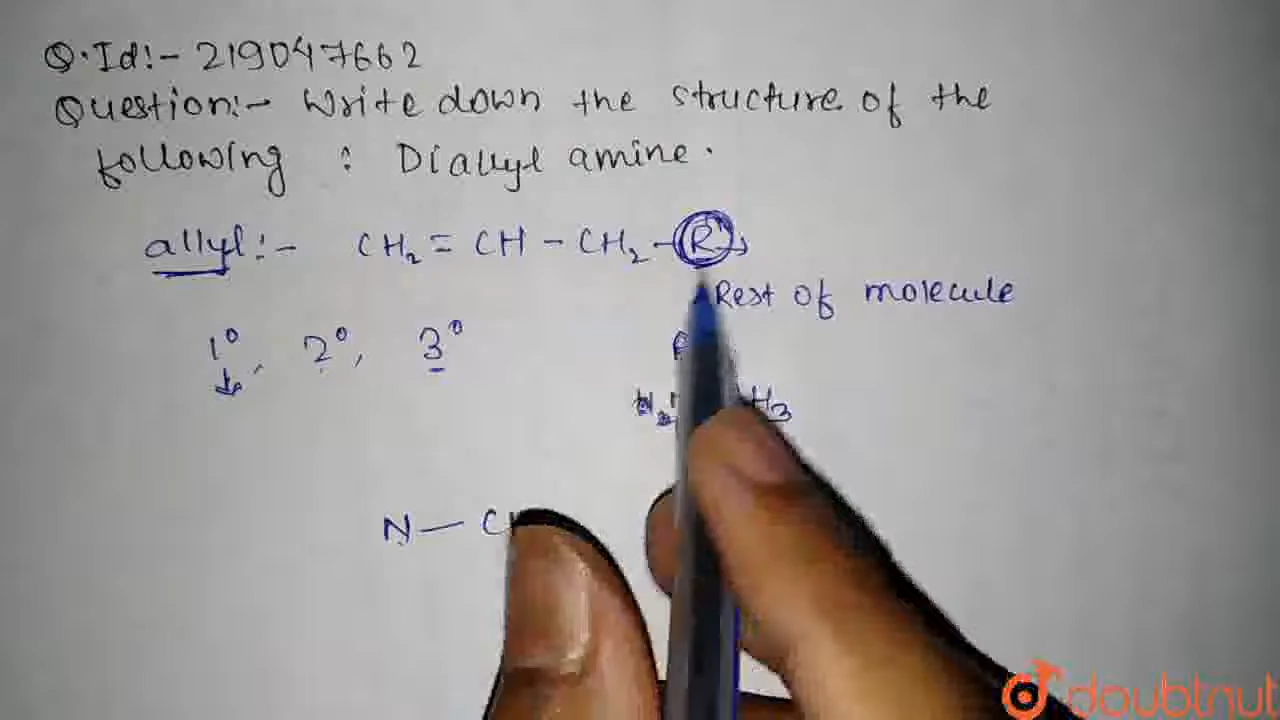 Q.Id:- 219047662
Question:- Write down the structure of the
following : Diallyl amine.
allyl:- CH₂ = CH - CH₂ - R
Rest of molecule
1°, 2°, 3°
N — C
doubtnut